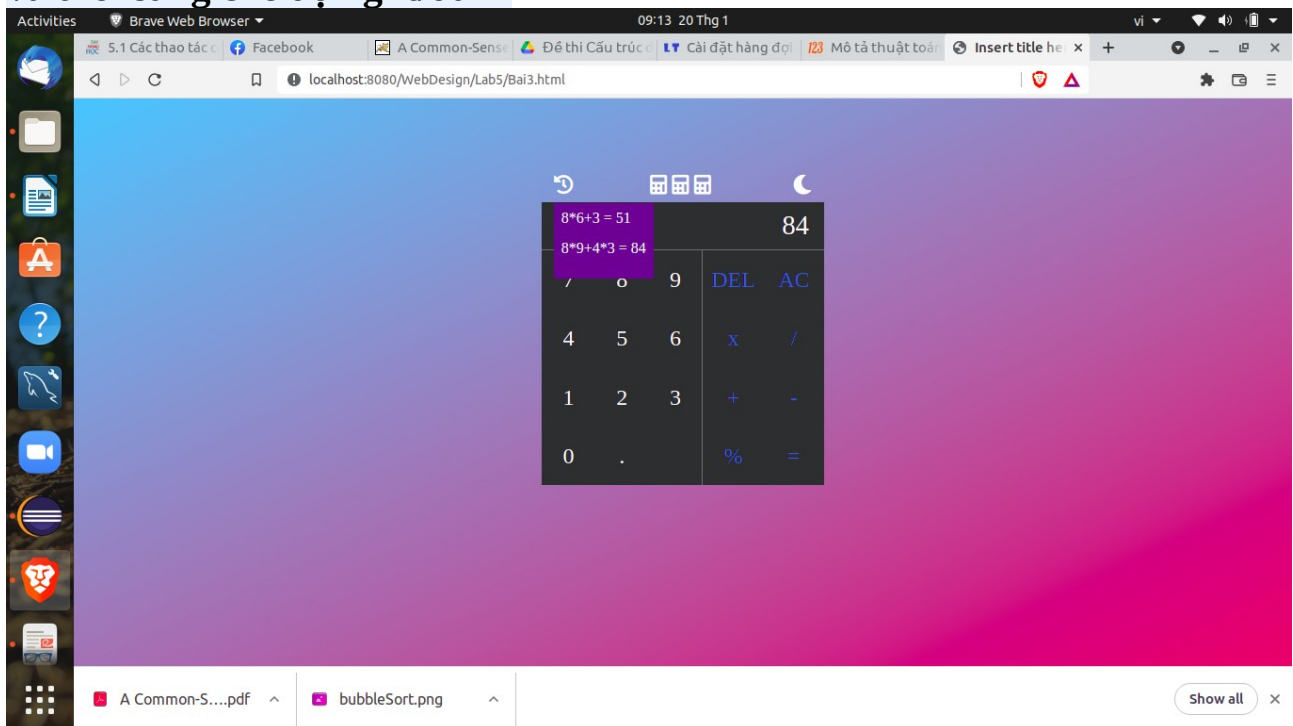 Activities Brave Web Browser 09:13 20 Thg 1 vi
5.1 Các thao tác c Facebook A Common-Sense Đề thi Cấu trúc d Cài đặt hàng đợi 123 Mô tả thuật toán Insert title he
localhost:8080/WebDesign/Lab5/Bai3.html
84
8*6+3 = 51
8*9+4*3 = 84
7 8 9 DEL AC
4 5 6 x /
1 2 3 + -
0 . % =
A Common-S....pdf bubbleSort.png Show all